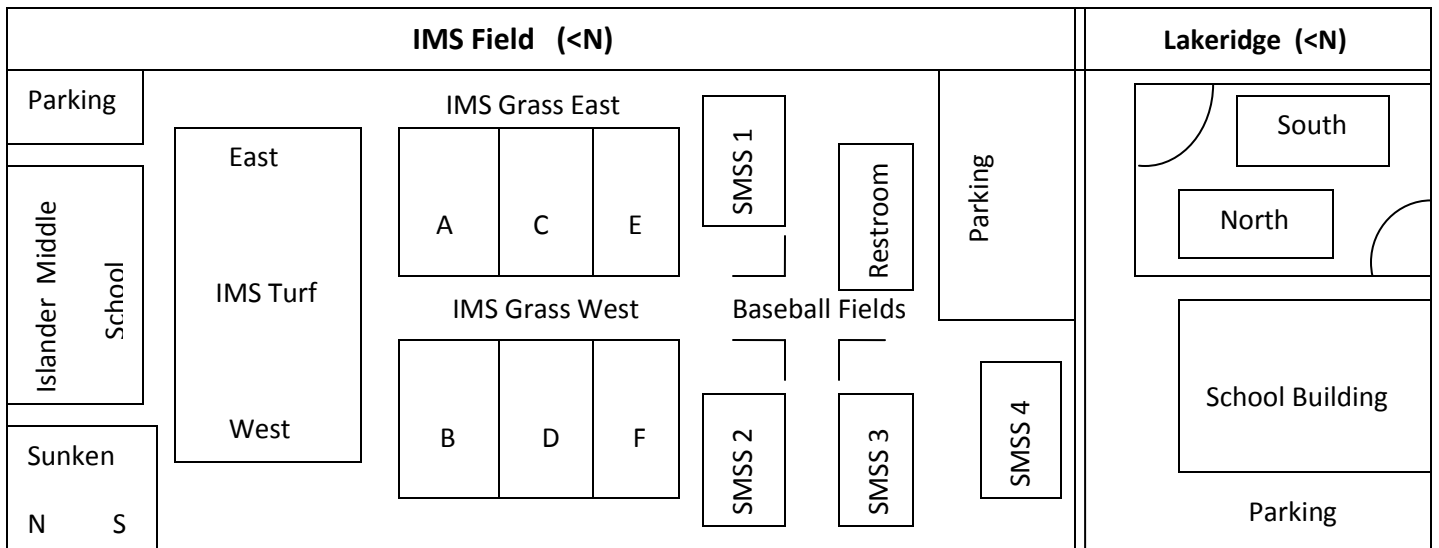 IMS Field (<N)
Lakeridge (<N)
Parking
IMS Grass East
East
A
C
E
SMSS 1
Restroom
Parking
South
North
Islander Middle
School
IMS Turf
IMS Grass West
Baseball Fields
West
B
D
F
SMSS 2
SMSS 3
SMSS 4
School Building
Sunken
N S
Parking